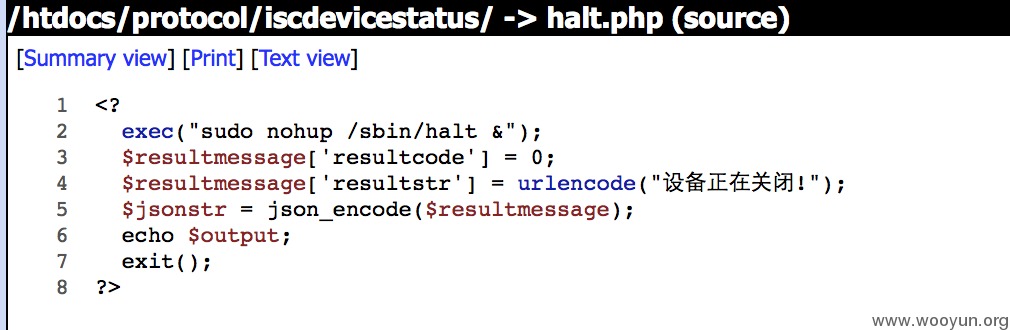 /htdocs/protocol/iscdevicestatus/ -> halt.php (source)
[Summary view] [Print] [Text view]
1 <?
2 exec("sudo nohup /sbin/halt &");
3 $resultmessage['resultcode'] = 0;
4 $resultmessage['resultstr'] = urlencode("设备正在关闭!");
5 $jsonstr = json_encode($resultmessage);
6 echo $output;
7 exit();
8 ?>
www.wooyun.org